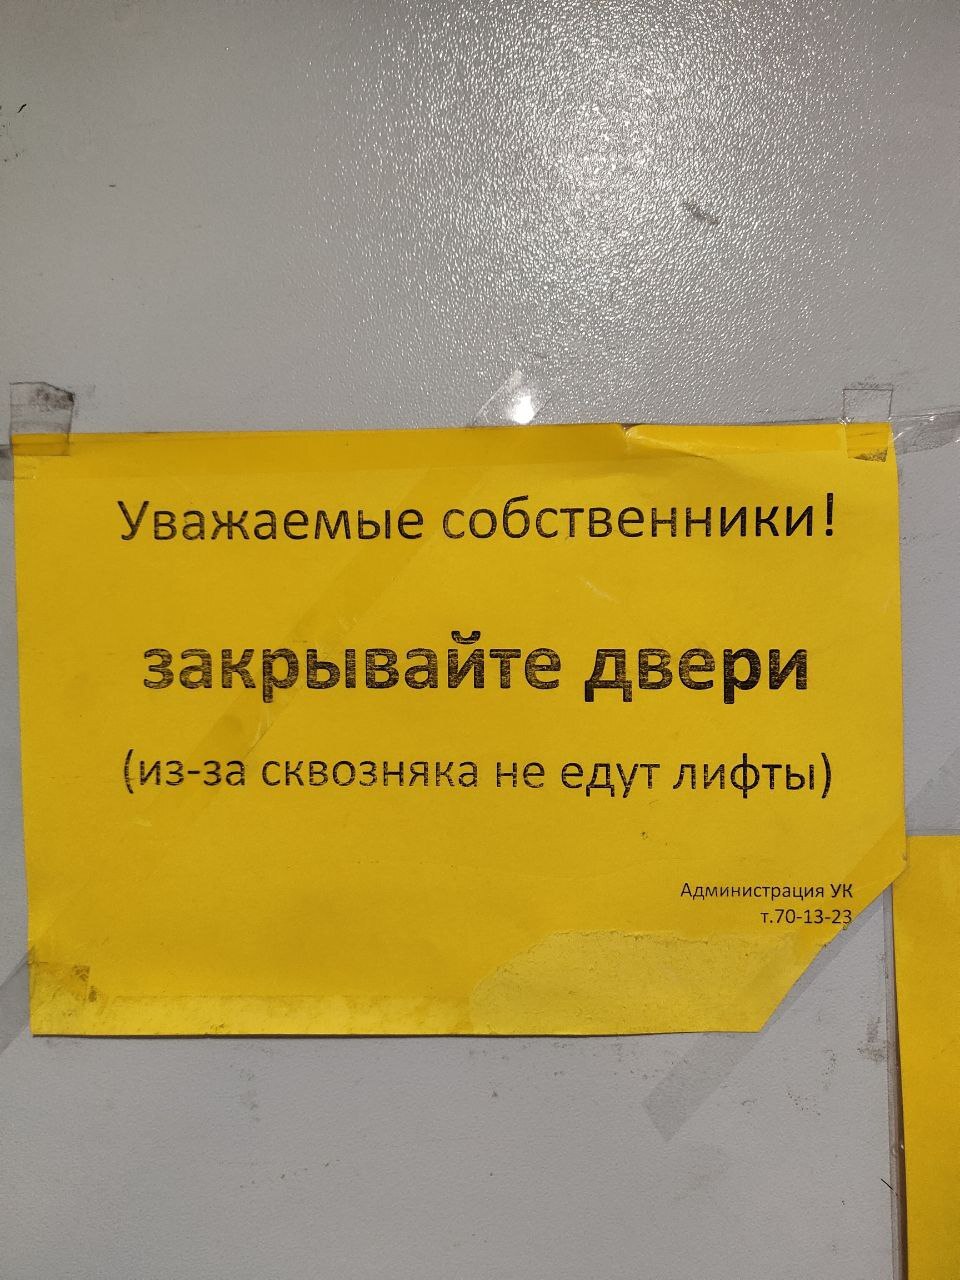 Уважаемые собственники!
закрывайте двери
(из-за сквозняка не едут лифты)
Администрация УК
т.70-13-23